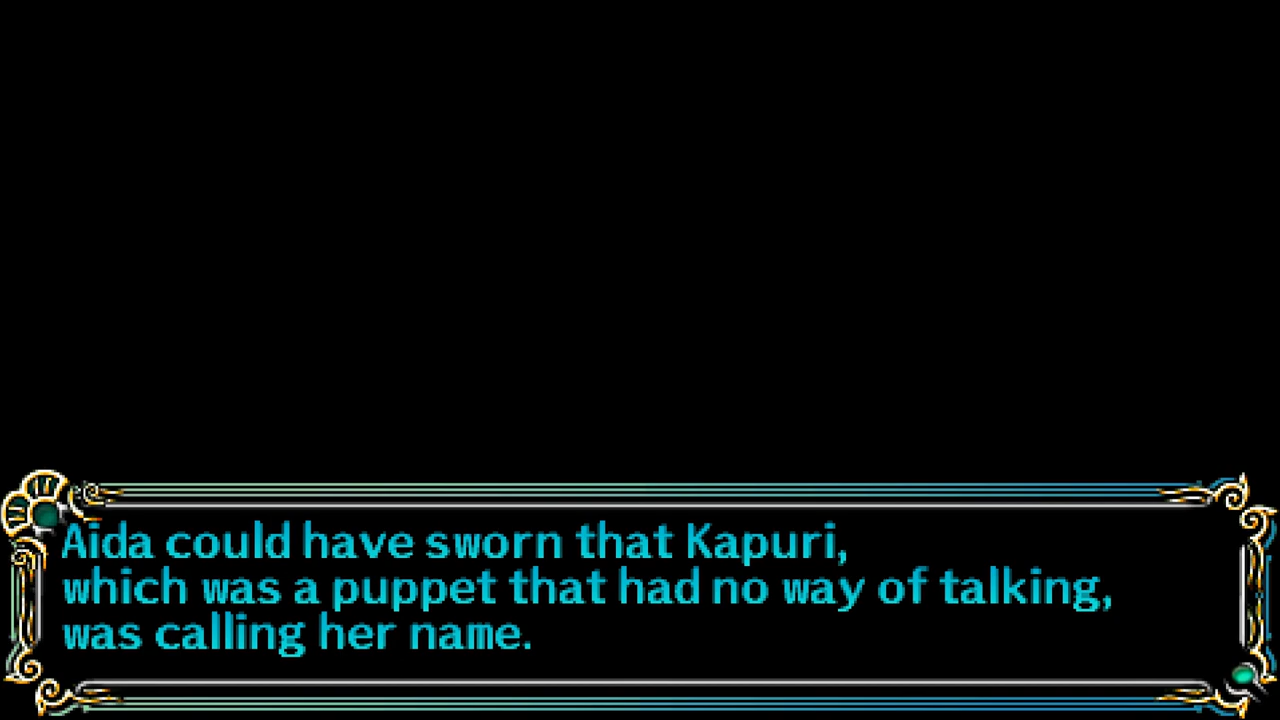 Aida could have sworn that Kapuri,
which was a puppet that had no way of talking,
was calling her name.